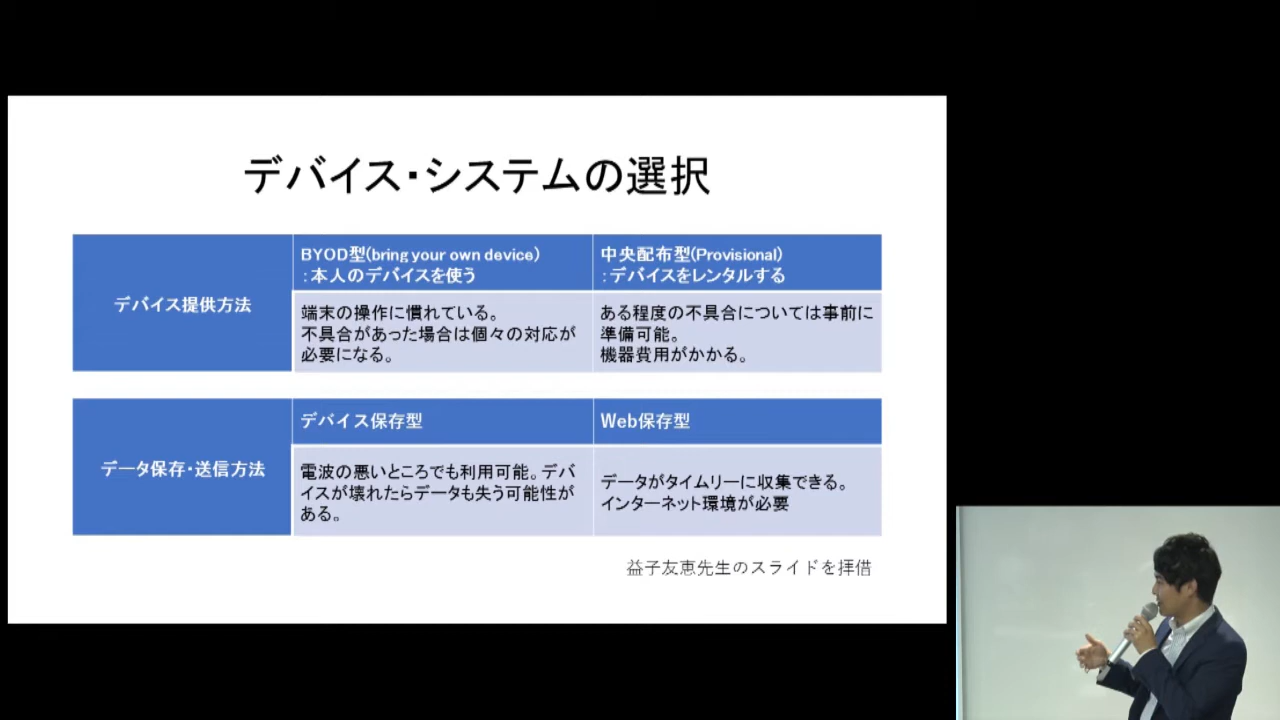 デバイス・システムの選択
デバイス提供方法
BYOD型(bring your own device)
：本人のデバイスを使う
中央配布型(Provisional)
：デバイスをレンタルする
端末の操作に慣れている。
不具合があった場合は個々の対応が
必要になる。
ある程度の不具合については事前に
準備可能。
機器費用がかかる。
データ保存・送信方法
デバイス保存型
Web保存型
電波の悪いところでも利用可能。デバ
イスが壊れたらデータも失う可能性が
ある。
データがタイムリーに収集できる。
インターネット環境が必要
益子友恵先生のスライドを拝借